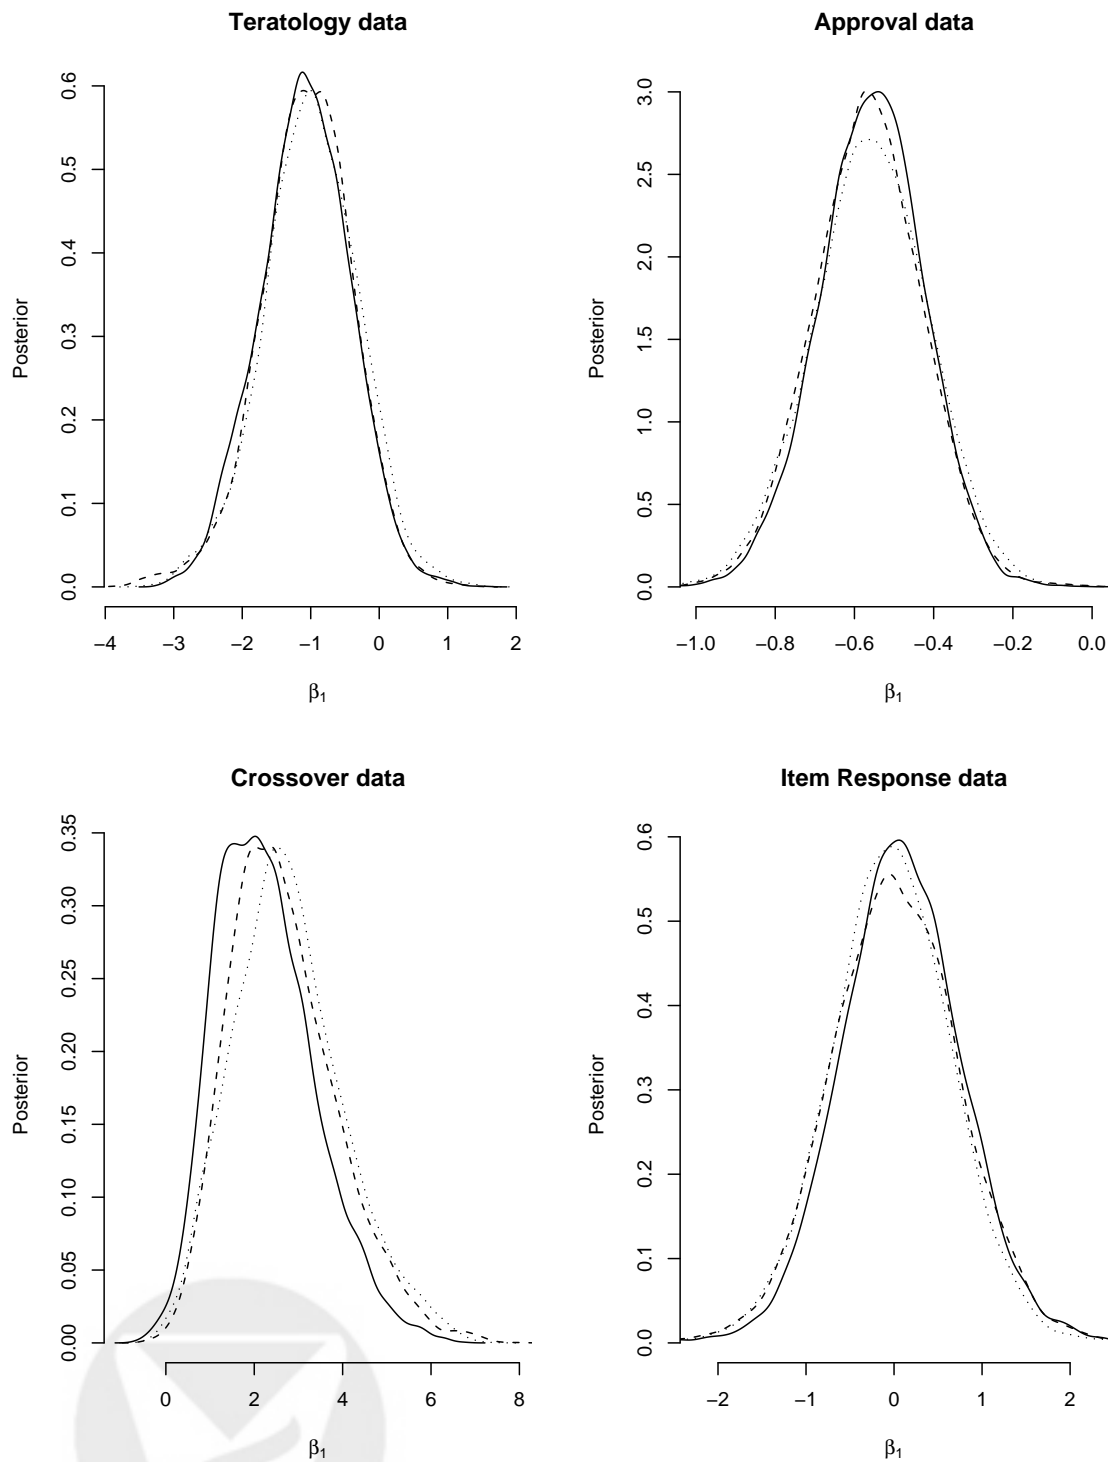 Teratology data
Posterior
0.0 0.1 0.2 0.3 0.4 0.5 0.6
−4 −3 −2 −1 0 1 2
β1
Approval data
Posterior
0.0 0.5 1.0 1.5 2.0 2.5 3.0
−1.0 −0.8 −0.6 −0.4 −0.2 0.0
β1
Crossover data
Posterior
0.00 0.05 0.10 0.15 0.20 0.25 0.30 0.35
0 2 4 6 8
β1
Item Response data
Posterior
0.0 0.1 0.2 0.3 0.4 0.5 0.6
−2 −1 0 1 2
β1